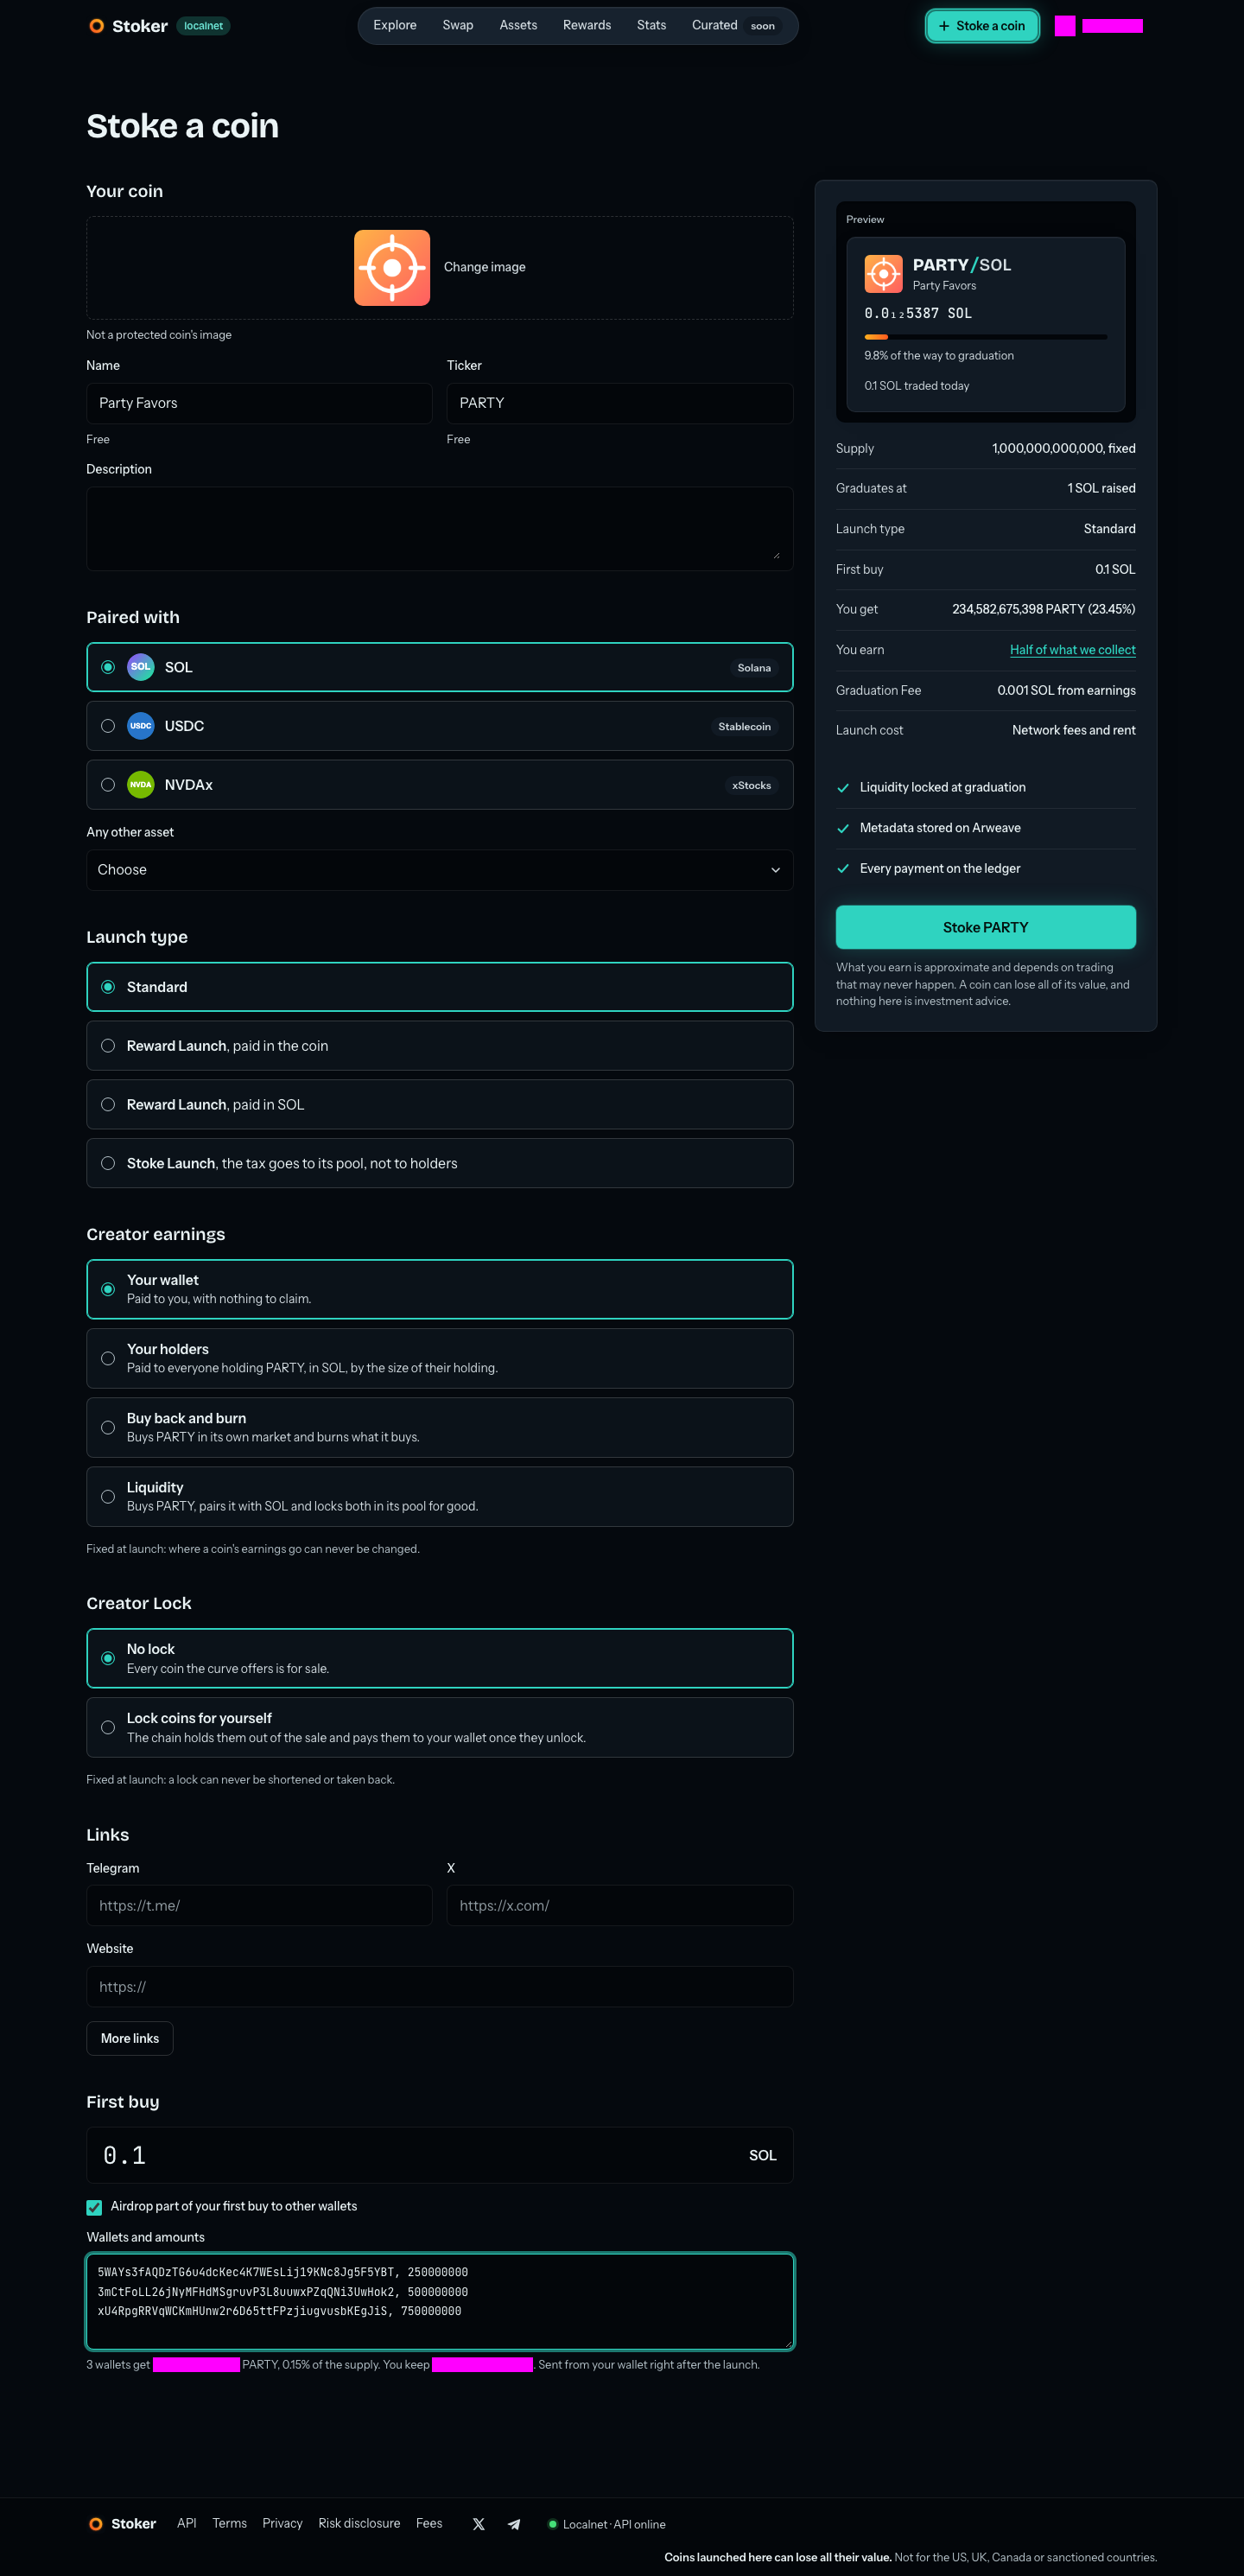 Stoker localnet Explore Swap Assets Rewards Stats Curated soon + Stoke a coin
Stoke a coin
Your coin
Change image
Not a protected coin's image
Name
Ticker
Party Favors
PARTY
Free
Free
Description
Paired with
SOL SOL Solana
USDC USDC Stablecoin
NVDA NVDAx xStocks
Any other asset
Choose
Launch type
Standard
Reward Launch, paid in the coin
Reward Launch, paid in SOL
Stoke Launch, the tax goes to its pool, not to holders
Creator earnings
Your wallet
Paid to you, with nothing to claim.
Your holders
Paid to everyone holding PARTY, in SOL, by the size of their holding.
Buy back and burn
Buys PARTY in its own market and burns what it buys.
Liquidity
Buys PARTY, pairs it with SOL and locks both in its pool for good.
Fixed at launch: where a coin's earnings go can never be changed.
Creator Lock
No lock
Every coin the curve offers is for sale.
Lock coins for yourself
The chain holds them out of the sale and pays them to your wallet once they unlock.
Fixed at launch: a lock can never be shortened or taken back.
Links
Telegram
X
https://t.me/
https://x.com/
Website
https://
More links
First buy
0.1 SOL
Airdrop part of your first buy to other wallets
Wallets and amounts
5WAYs3fAQDzTG6u4dcKec4K7WEsLij19KNc8Jg5F5YBT, 250000000
3mCtFoLL26jNyMFHdMSgruvP3L8uuwxPZqQNi3UwHok2, 500000000
xU4RpgRRVqWCKmHUnw2r6D65ttFPzjiugvusbKEgJiS, 750000000
3 wallets get PARTY, 0.15% of the supply. You keep . Sent from your wallet right after the launch.
Preview
PARTY/SOL
Party Favors
0.0₁₂5387 SOL
9.8% of the way to graduation
0.1 SOL traded today
Supply 1,000,000,000,000, fixed
Graduates at 1 SOL raised
Launch type Standard
First buy 0.1 SOL
You get 234,582,675,398 PARTY (23.45%)
You earn Half of what we collect
Graduation Fee 0.001 SOL from earnings
Launch cost Network fees and rent
Liquidity locked at graduation
Metadata stored on Arweave
Every payment on the ledger
Stoke PARTY
What you earn is approximate and depends on trading
that may never happen. A coin can lose all of its value, and
nothing here is investment advice.
Stoker API Terms Privacy Risk disclosure Fees Localnet · API online
Coins launched here can lose all their value. Not for the US, UK, Canada or sanctioned countries.